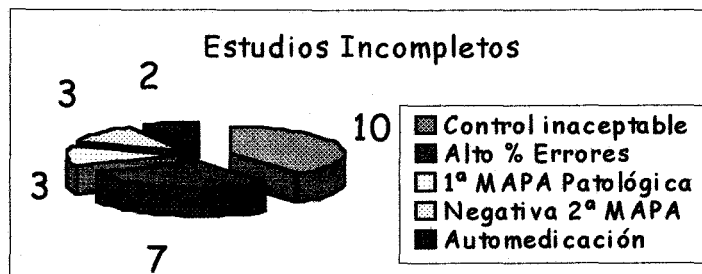 Estudios Incompletos
2
3
10
3
7
Control inaceptable
Alto % Errores
1ª MAPA Patológica
Negativa 2ª MAPA
Automedicación